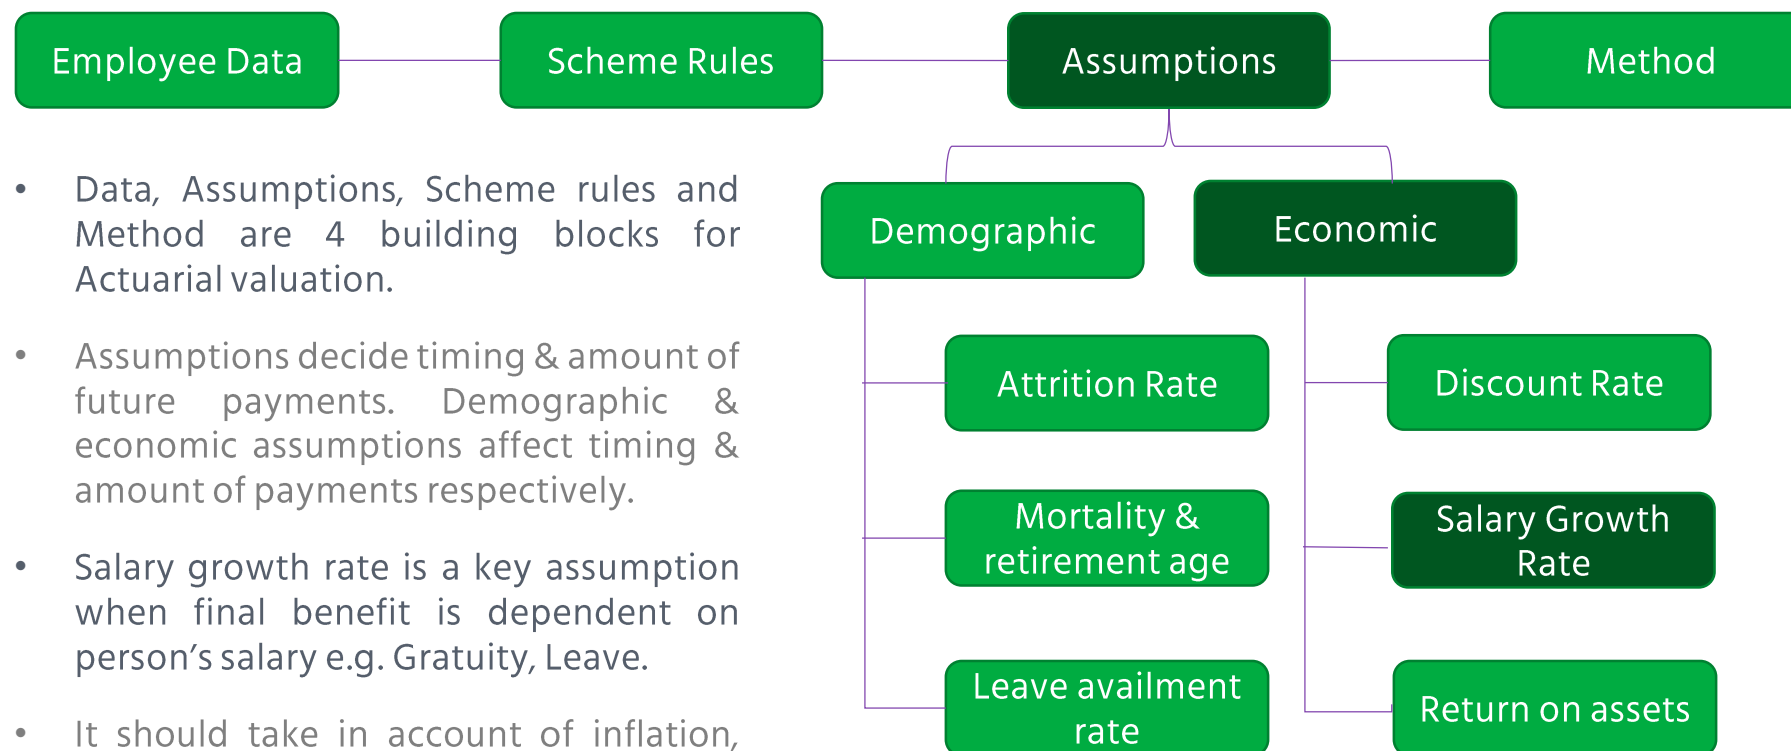 Employee Data
Scheme Rules
Assumptions
Method
• Data, Assumptions, Scheme rules and
Method are 4 building blocks for
Actuarial valuation.
• Assumptions decide timing & amount of
future payments. Demographic &
economic assumptions affect timing &
amount of payments respectively.
• Salary growth rate is a key assumption
when final benefit is dependent on
person’s salary e.g. Gratuity, Leave.
• It should take in account of inflation,
Demographic
Economic
Attrition Rate
Mortality &
retirement age
Leave availment
rate
Discount Rate
Salary Growth
Rate
Return on assets